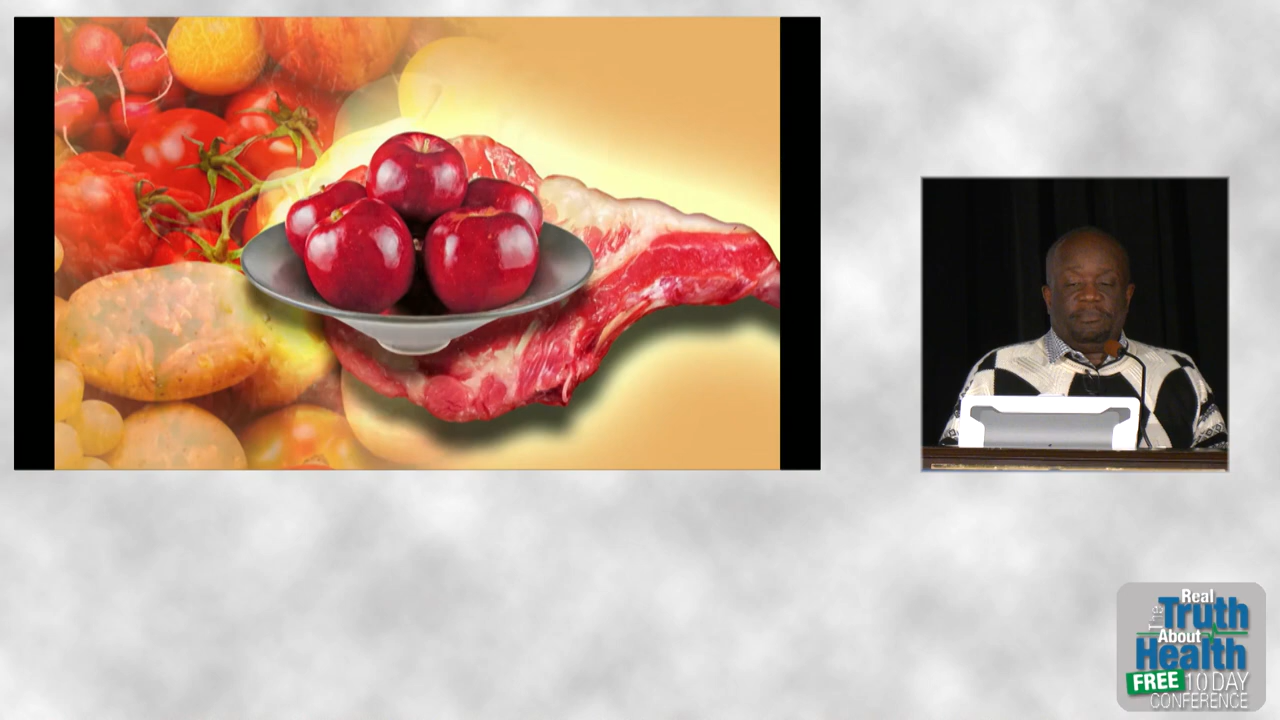 Real
The
Truth
About
Health
FREE 10 DAY
CONFERENCE